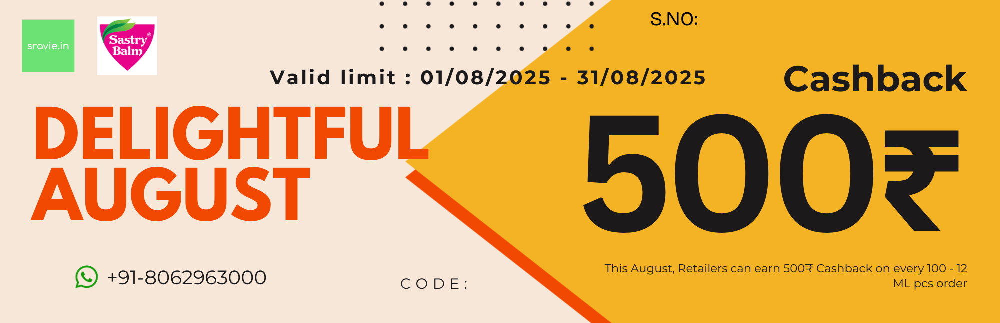 S.NO:
sravie.in
Sastry®
Balm
Valid limit : 01/08/2025 - 31/08/2025
Cashback
DELIGHTFUL
AUGUST
500₹
+91-8062963000
CODE:
This August, Retailers can earn 500₹ Cashback on every 100 - 12
ML pcs order